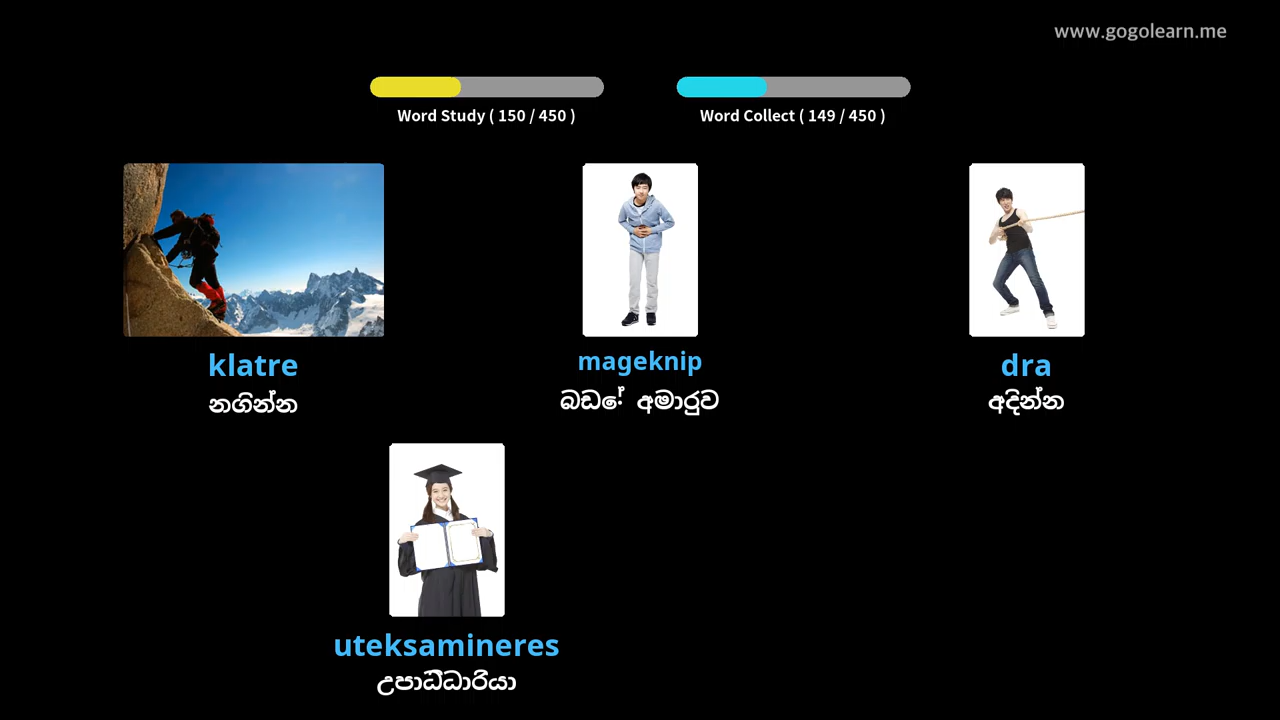 www.gogolearn.me
Word Study ( 150 / 450 )
Word Collect ( 149 / 450 )
klatre
නගින්න
mageknip
බඩේ අමාරුව
dra
අදින්න
uteksamineres
උපාධිධාරියා